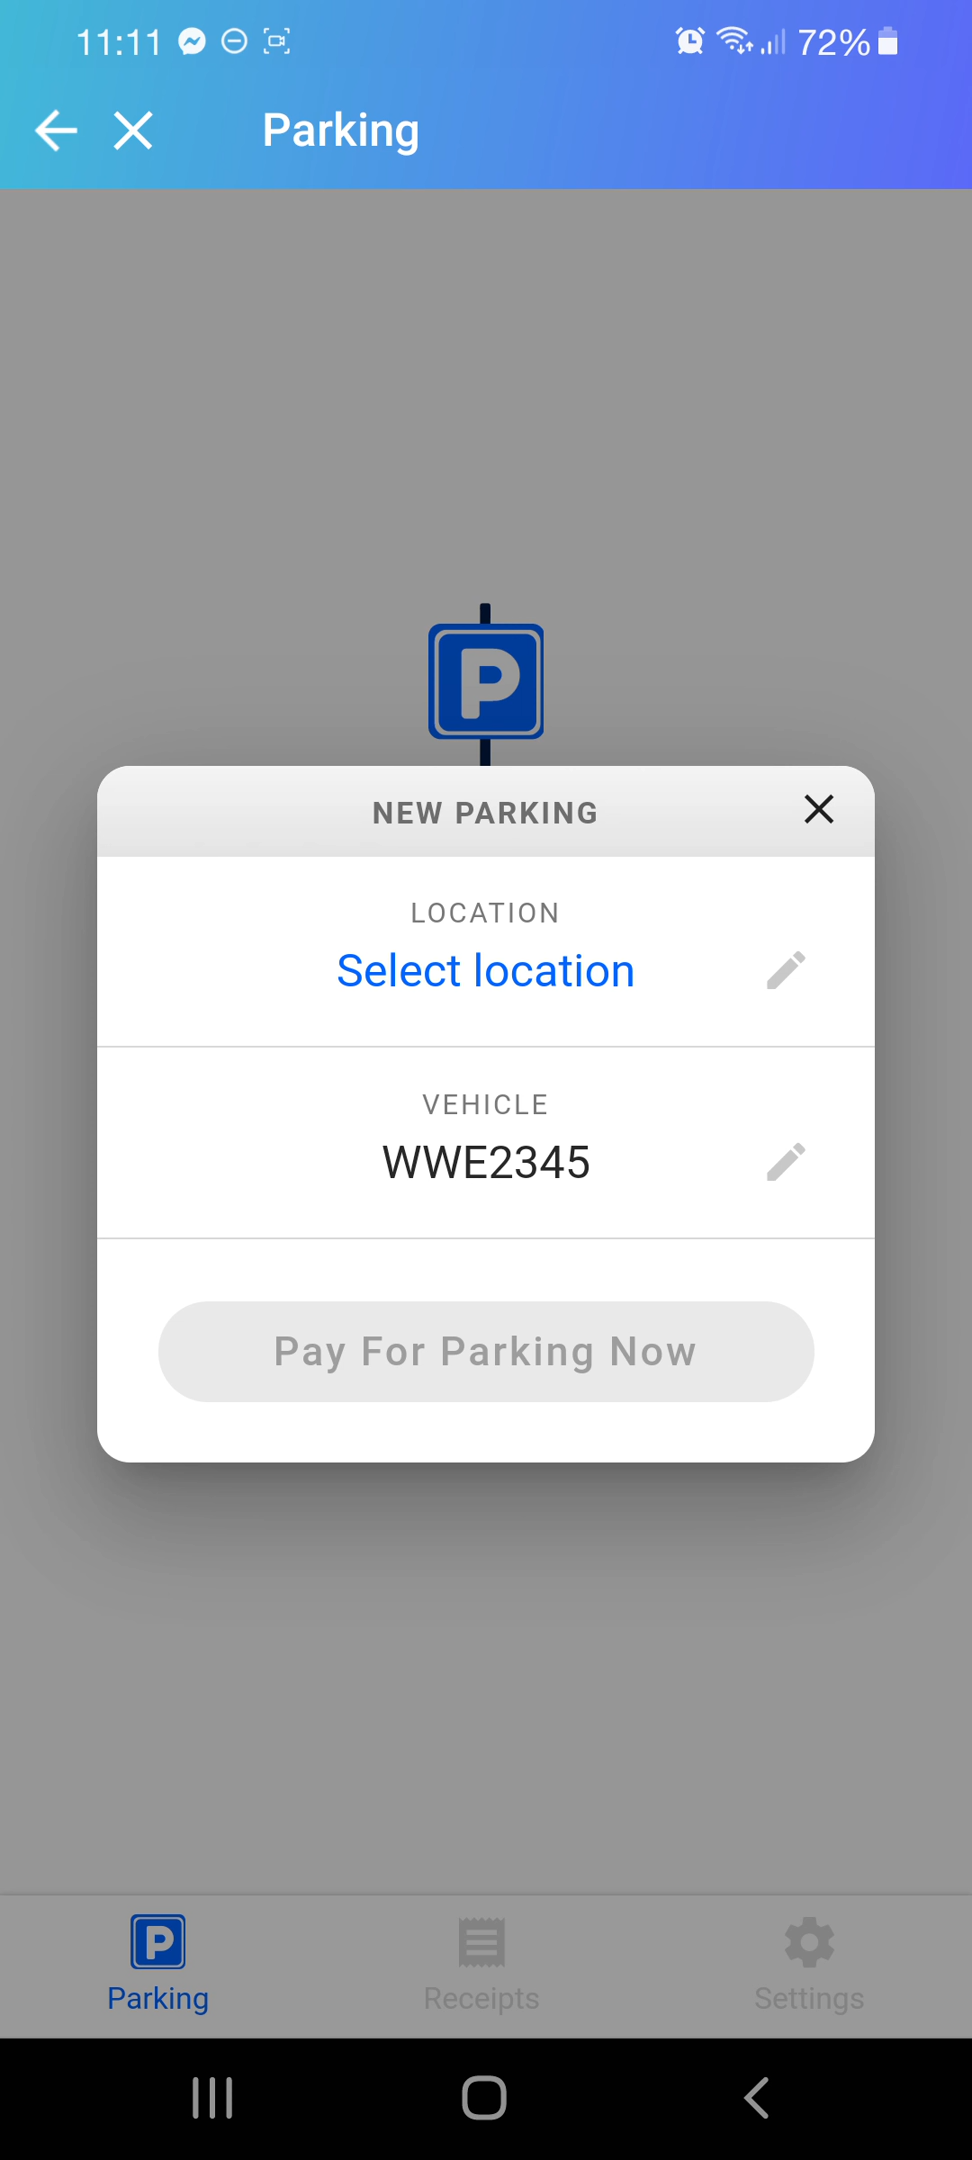 11:11
72%
Parking
P
NEW PARKING
LOCATION
Select location
VEHICLE
WWE2345
Pay For Parking Now
P
Parking
Receipts
Settings